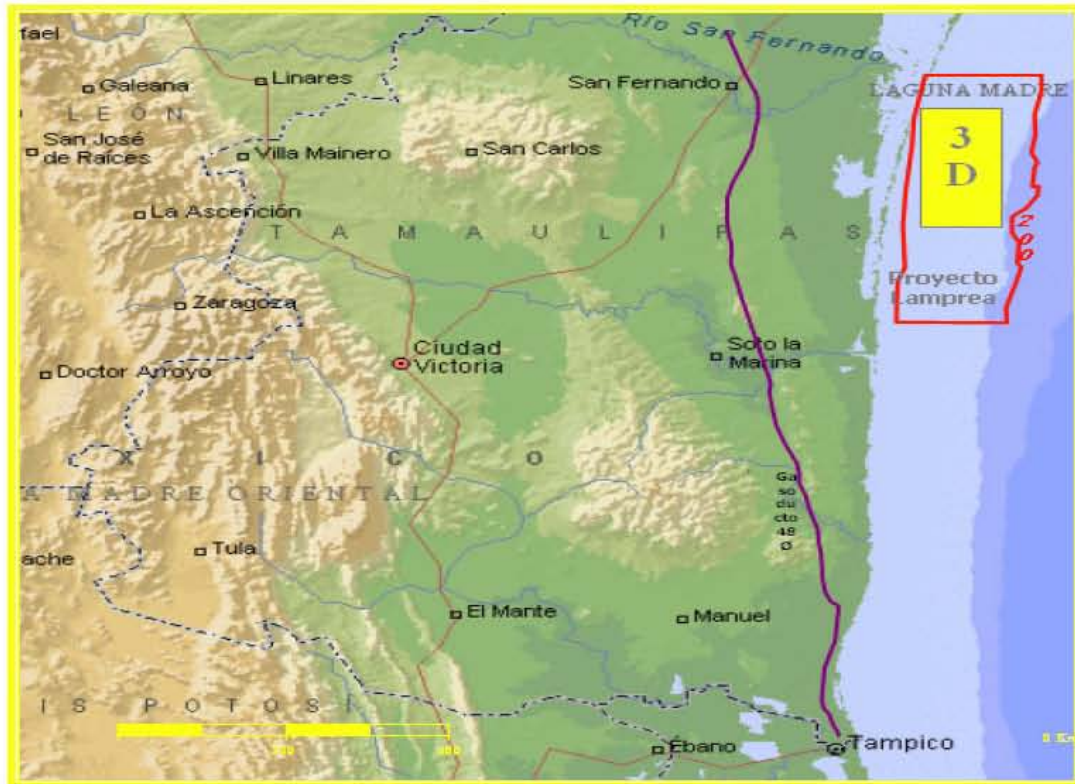 fael
Río San Fernando
Galeana
Linares
San Fernando
LAGUNA MADRE
LEÓN
San José
de Raíces
Villa Mainero
San Carlos
3
D
La Ascención
TAMAULIPAS
200
Zaragoza
Proyecto
Lamprea
Ciudad
Victoria
Soto la
Marina
Doctor Arroyo
X I C O
A MADRE ORIENTAL
Ga
so
du
cto
48
Ø
ache
Tula
El Mante
Manuel
IS POTOSÍ
Ébano
Tampico